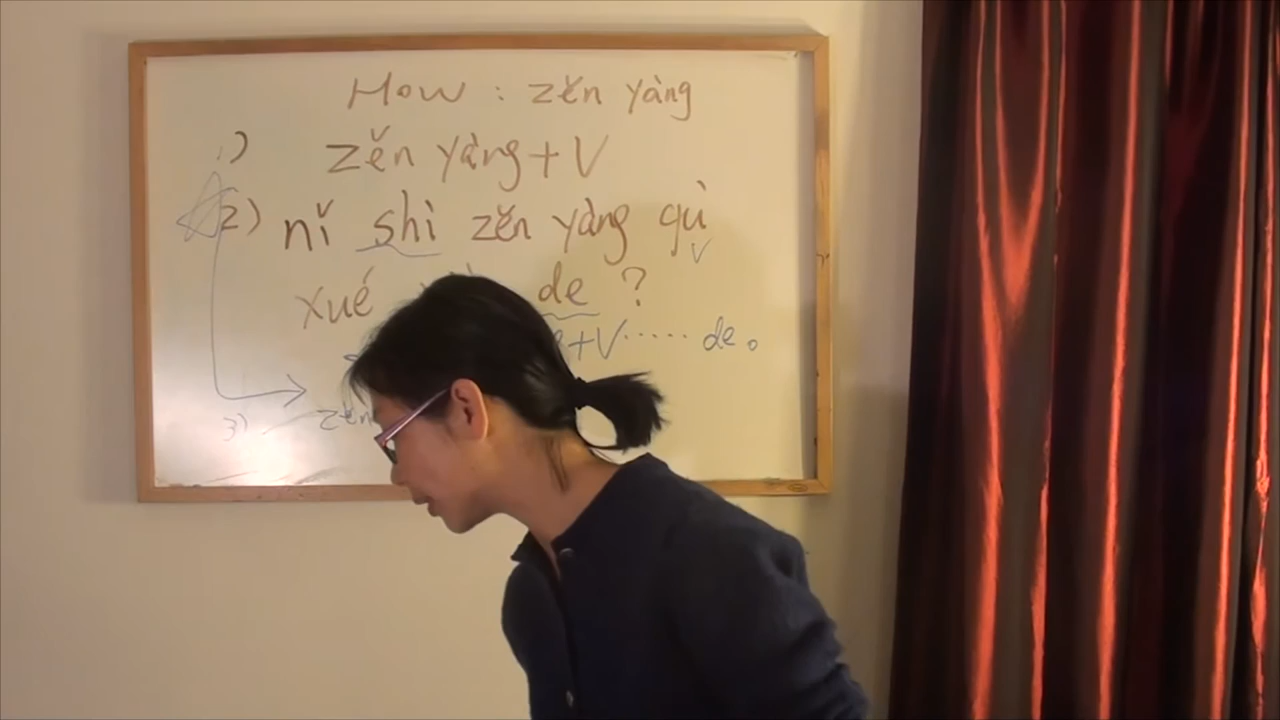 How : zěn yàng
1) zěn yàng + V
2) nǐ shì zěn yàng qù
V
xué de ?
+V ······ de 。
3) zěn